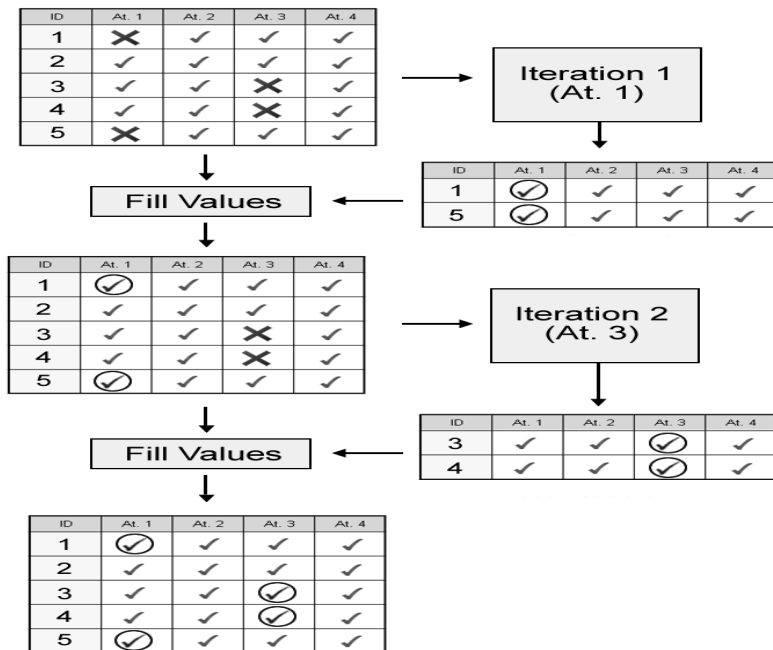 ID At. 1 At. 2 At. 3 At. 4
1
2
3
4
5
Iteration 1
(At. 1)
ID At. 1 At. 2 At. 3 At. 4
1
5
Fill Values
ID At. 1 At. 2 At. 3 At. 4
1
2
3
4
5
Iteration 2
(At. 3)
ID At. 1 At. 2 At. 3 At. 4
3
4
Fill Values
ID At. 1 At. 2 At. 3 At. 4
1
2
3
4
5